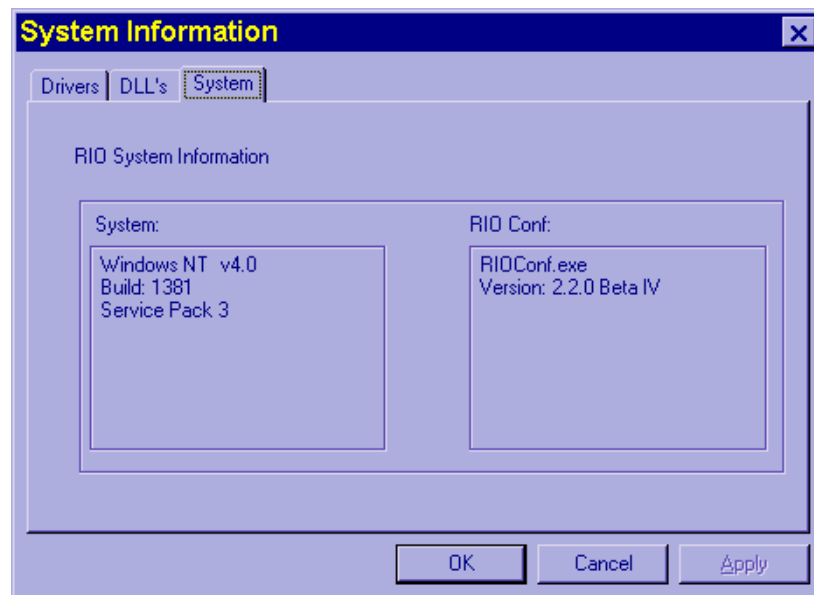 System Information
Drivers DLL's System
RIO System Information
System:
Windows NT v4.0
Build: 1381
Service Pack 3
RIO Conf:
RIOConf.exe
Version: 2.2.0 Beta IV
OK Cancel Apply